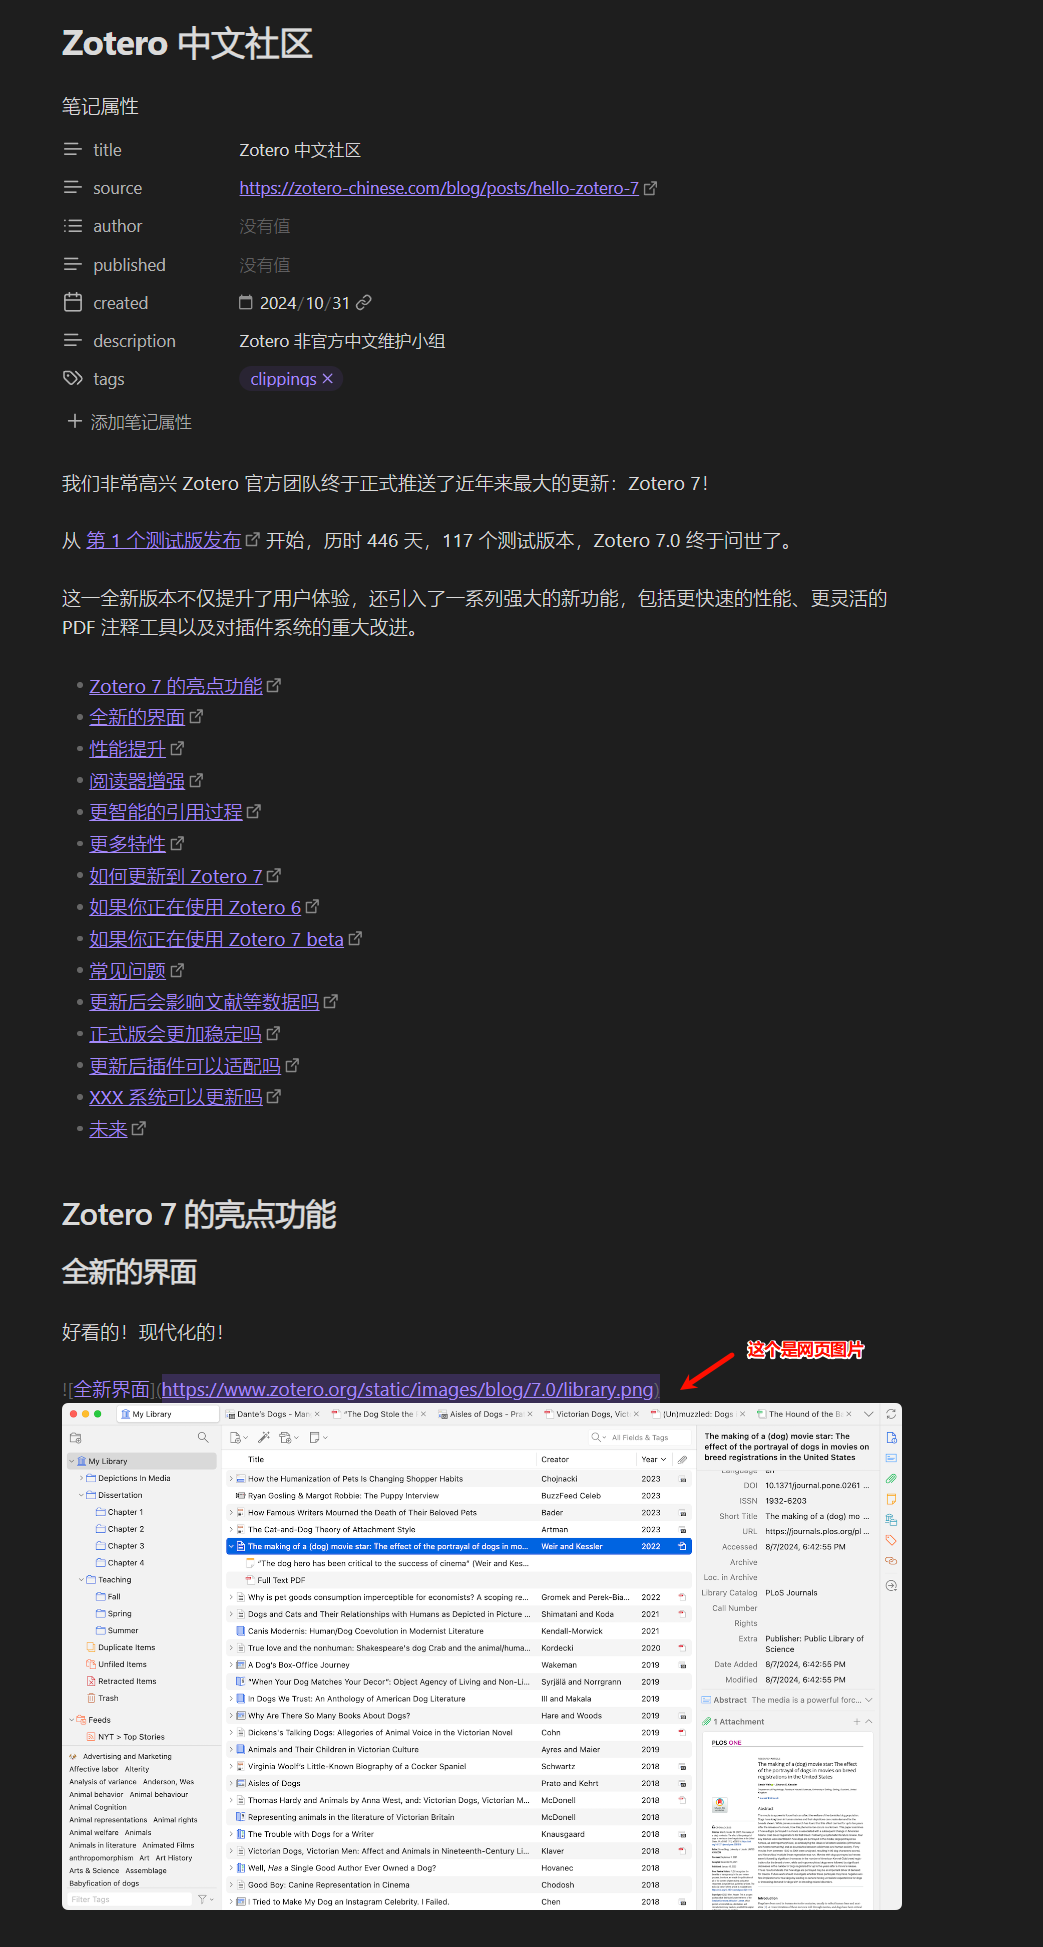 Zotero 中文社区
笔记属性
title Zotero 中文社区
source https://zotero-chinese.com/blog/posts/hello-zotero-7
author 没有值
published 没有值
created 2024/10/31
description Zotero 非官方中文维护小组
tags clippings ×
+ 添加笔记属性
我们非常高兴 Zotero 官方团队终于正式推送了近年来最大的更新：Zotero 7！
从 第 1 个测试版发布 开始，历时 446 天，117 个测试版本，Zotero 7.0 终于问世了。
这一全新版本不仅提升了用户体验，还引入了一系列强大的新功能，包括更快速的性能、更灵活的
PDF 注释工具以及对插件系统的重大改进。
• Zotero 7 的亮点功能
• 全新的界面
• 性能提升
• 阅读器增强
• 更智能的引用过程
• 更多特性
• 如何更新到 Zotero 7
• 如果你正在使用 Zotero 6
• 如果你正在使用 Zotero 7 beta
• 常见问题
• 更新后会影响文献等数据吗
• 正式版会更加稳定吗
• 更新后插件可以适配吗
• XXX 系统可以更新吗
• 未来
Zotero 7 的亮点功能
全新的界面
好看的！现代化的！
这个是网页图片
![全新界面](https://www.zotero.org/static/images/blog/7.0/library.png)
My Library
Dante's Dogs - Mar
"The Dog Stole the
Aisles of Dogs - Pra
Victorian Dogs, Vict
(Un)muzzled: Dogs
The Hound of the Ba
All Fields & Tags
My Library
Depictions In Media
Dissertation
Chapter 1
Chapter 2
Chapter 3
Chapter 4
Teaching
Fall
Spring
Summer
Duplicate Items
Unfiled Items
Retracted Items
Trash
Feeds
NYT > Top Stories
Advertising and Marketing
Affective labor Alterity
Analysis of variance Anderson, Wes
Animal behavior Animal behaviour
Animal Cognition
Animal representations Animal rights
Animal welfare Animals
Animals in literature Animated Films
anthropomorphism Art Art History
Arts & Science Assemblage
Babyfication of dogs
Filter Tags
Title Creator Year
How the Humanization of Pets Is Changing Shopper Habits Chojnacki 2023
Ryan Gosling & Margot Robbie: The Puppy Interview BuzzFeed Celeb 2023
How Famous Writers Mourned the Death of Their Beloved Pets Bader 2023
The Cat-and-Dog Theory of Attachment Style Artman 2023
The making of a (dog) movie star: The effect of the portrayal of dogs in mo... Weir and Kessler 2022
"The dog hero has been critical to the success of cinema" (Weir and Kes...
Full Text PDF
Why is pet goods consumption imperceptible for economists? A scoping re... Gromek and Perek-Bia... 2022
Dogs and Cats and Their Relationships with Humans as Depicted in Picture ... Shimatani and Koda 2021
Canis Modernis: Human/Dog Coevolution in Modernist Literature Kendall-Morwick 2021
True love and the nonhuman: Shakespeare's dog Crab and the animal/huma... Kordecki 2020
A Dog's Box-Office Journey Wakeman 2019
"When Your Dog Matches Your Decor": Object Agency of Living and Non-Li... Syrjälä and Norrgrann 2019
In Dogs We Trust: An Anthology of American Dog Literature Ill and Makala 2019
Why Are There So Many Books About Dogs? Hare and Woods 2019
Dickens's Talking Dogs: Allegories of Animal Voice in the Victorian Novel Cohn 2019
Animals and Their Children in Victorian Culture Ayres and Maier 2019
Virginia Woolf's Little-Known Biography of a Cocker Spaniel Schwartz 2018
Aisles of Dogs Prato and Kehrt 2018
Thomas Hardy and Animals by Anna West, and: Victorian Dogs, Victorian M... McDonell 2018
Representing animals in the literature of Victorian Britain McDonell 2018
The Trouble with Dogs for a Writer Knausgaard 2018
Victorian Dogs, Victorian Men: Affect and Animals in Nineteenth-Century Li... Klaver 2018
Well, Has a Single Good Author Ever Owned a Dog? Hovanec 2018
Good Boy: Canine Representation in Cinema Chodosh 2018
I Tried to Make My Dog an Instagram Celebrity. I Failed. Chen 2018
The making of a (dog) movie star: The
effect of the portrayal of dogs in movies on
breed registrations in the United States
Language en
DOI 10.1371/journal.pone.0261 ...
ISSN 1932-6203
Short Title The making of a (dog) mo ...
URL https://journals.plos.org/pl ...
Accessed 8/7/2024, 6:42:55 PM
Archive
Loc. in Archive
Library Catalog PLoS Journals
Call Number
Rights
Extra Publisher: Public Library of
Science
Date Added 8/7/2024, 6:42:55 PM
Modified 8/7/2024, 6:42:55 PM
Abstract The media is a powerful forc...
1 Attachment
PLOS ONE
The making of a (dog) movie star: The effect
of the portrayal of dogs in movies on breed
registrations in the United States
Abstract
Introduction